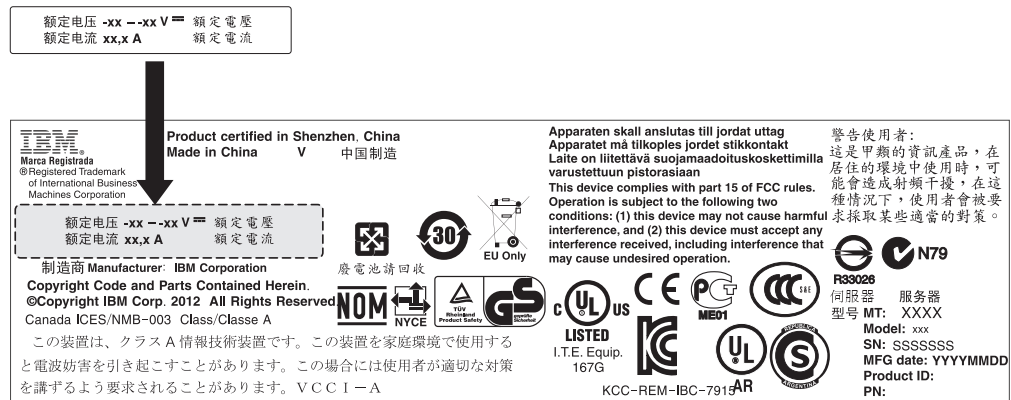 额定电压 -xx – -xx V 額定電壓
额定电流 xx,x A 額定電流
IBM®
Marca Registrada
® Registered Trademark
of International Business
Machines Corporation
Product certified in Shenzhen, China
Made in China V 中国制造
额定电压 -xx – -xx V 額定電壓
额定电流 xx,x A 額定電流
制造商 Manufacturer: IBM Corporation
Copyright Code and Parts Contained Herein.
©Copyright IBM Corp. 2012 All Rights Reserved
Canada ICES/NMB-003 Class/Classe A
この装置は、クラスA情報技術装置です。この装置を家庭環境で使用する
と電波妨害を引き起こすことがあります。この場合には使用者が適切な対策
を講ずるよう要求されることがあります。VCCI-A
廢電池請回收
30
EU Only
NOM
NYCE
TÜV
Rheinland
Product Safety
GS
geprüfte
Sicherheit
Apparaten skall anslutas till jordat uttag
Apparatet må tilkoples jordet stikkontakt
Laite on liitettävä suojamaadoituskoskettimilla
varustettuun pistorasiaan
This device complies with part 15 of FCC rules.
Operation is subject to the following two
conditions: (1) this device may not cause harmful
interference, and (2) this device must accept any
interference received, including interference that
may cause undesired operation.
C UL US
LISTED
I.T.E. Equip.
167G
CE
PCT
ME01
CCC
S&E
KCC-REM-IBC-7915
UL
AR
REPUBLICA
S
ARGENTINA
警告使用者:
這是甲類的資訊產品，在
居住的環境中使用時，可
能會造成射頻干擾，在這
種情況下，使用者會被要
求採取某些適當的對策。
R33026
N79
伺服器 服务器
型号 MT: XXXX
Model: xxx
SN: SSSSSSS
MFG date: YYYYMMDD
Product ID:
PN: